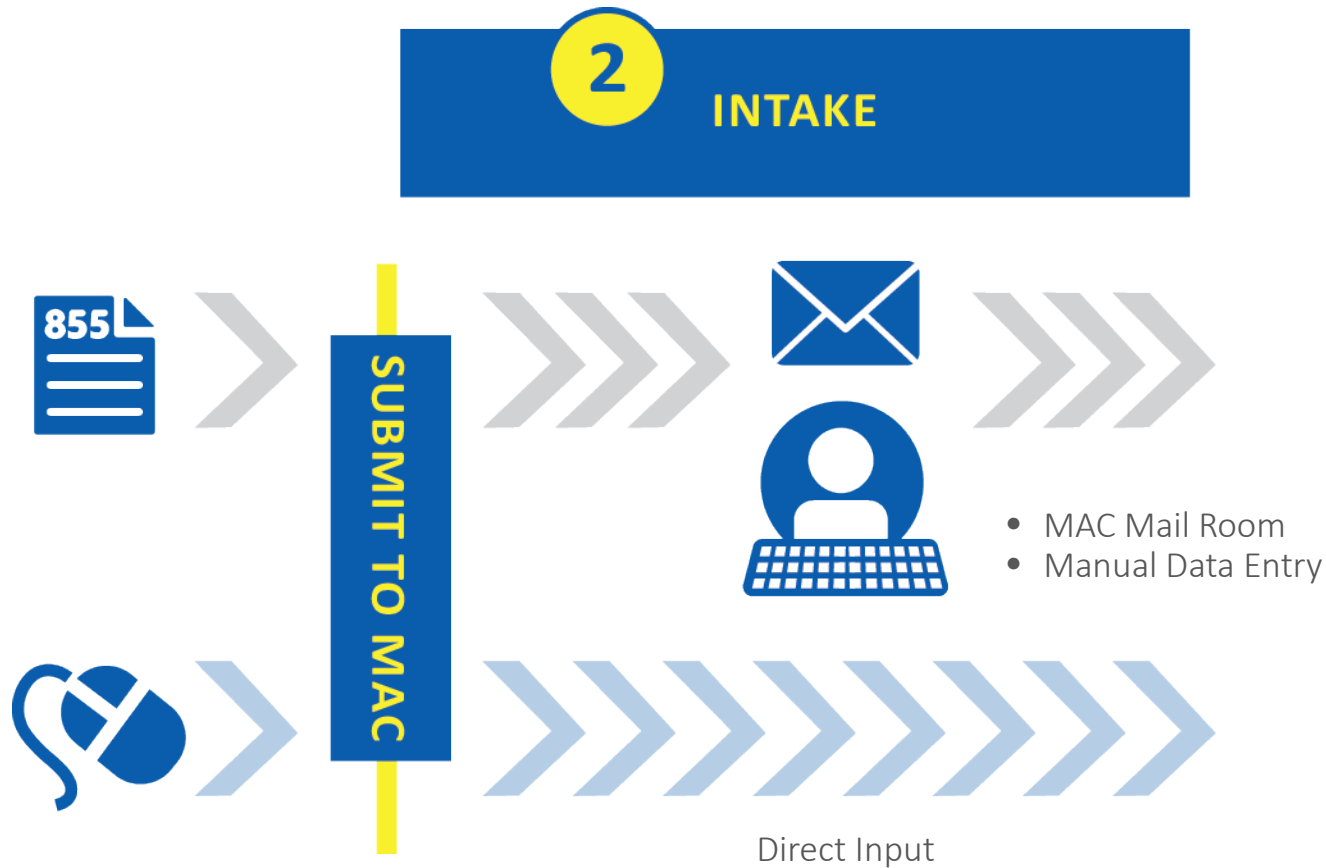 2
INTAKE
855
SUBMIT TO MAC
• MAC Mail Room
• Manual Data Entry
Direct Input